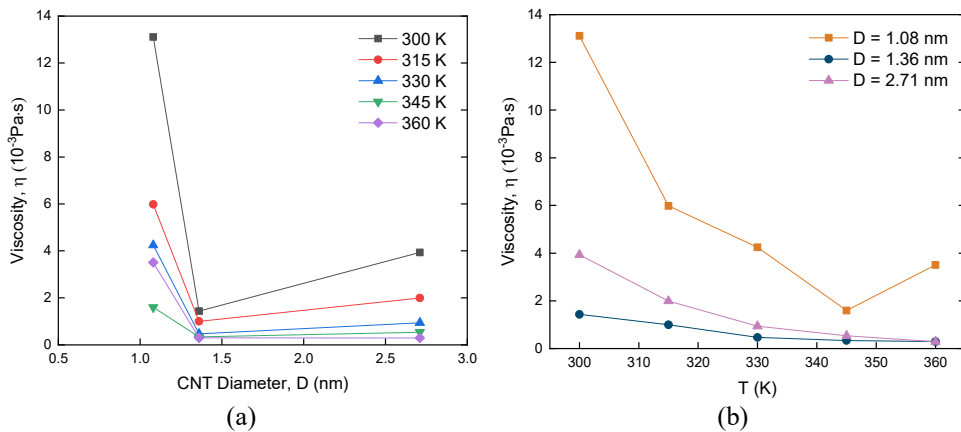 14
12
10
8
6
4
2
0
0.5 1.0 1.5 2.0 2.5 3.0
Viscosity, η (10⁻³Pa·s)
CNT Diameter, D (nm)
300 K
315 K
330 K
345 K
360 K
(a)
14
12
10
8
6
4
2
0
300 310 320 330 340 350 360
Viscosity, η (10⁻³Pa·s)
T (K)
D = 1.08 nm
D = 1.36 nm
D = 2.71 nm
(b)